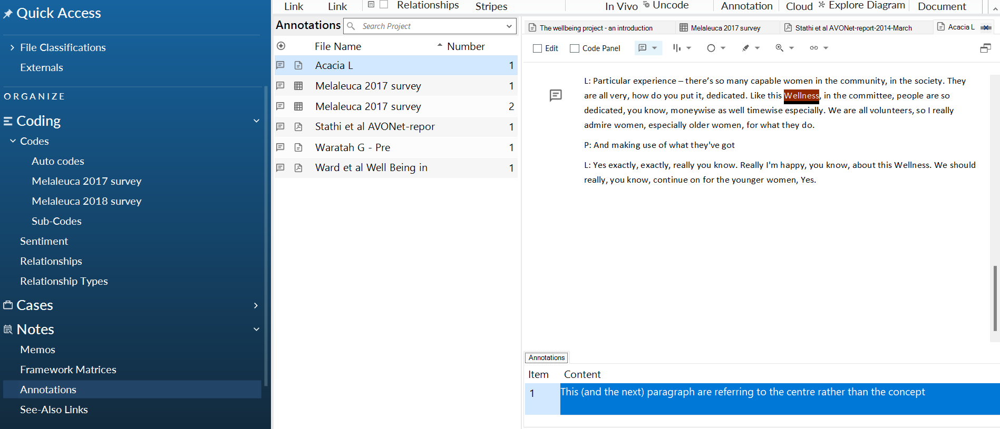 Quick Access
File Classifications
Externals
ORGANIZE
Coding
Codes
Auto codes
Melaleuca 2017 survey
Melaleuca 2018 survey
Sub-Codes
Sentiment
Relationships
Relationship Types
Cases
Notes
Memos
Framework Matrices
Annotations
See-Also Links
Link Link Relationships Stripes In Vivo Uncode Annotation Cloud Explore Diagram Document
Annotations Search Project
File Name Number
Acacia L 1
Melaleuca 2017 survey 1
Melaleuca 2017 survey 2
Stathi et al AVONet-repor 1
Waratah G - Pre 1
Ward et al Well Being in 1
The wellbeing project - an introduction Melaleuca 2017 survey Stathi et al AVONet-report-2014-March Acacia L
Edit Code Panel
L: Particular experience – there’s so many capable women in the community, in the society. They
are all very, how do you put it, dedicated. Like this Wellness, in the committee, people are so
dedicated, you know, moneywise as well timewise especially. We are all volunteers, so I really
admire women, especially older women, for what they do.
P: And making use of what they've got
L: Yes exactly, exactly, really you know. Really I'm happy, you know, about this Wellness. We should
really, you know, continue on for the younger women, Yes.
Annotations
Item Content
1 This (and the next) paragraph are referring to the centre rather than the concept